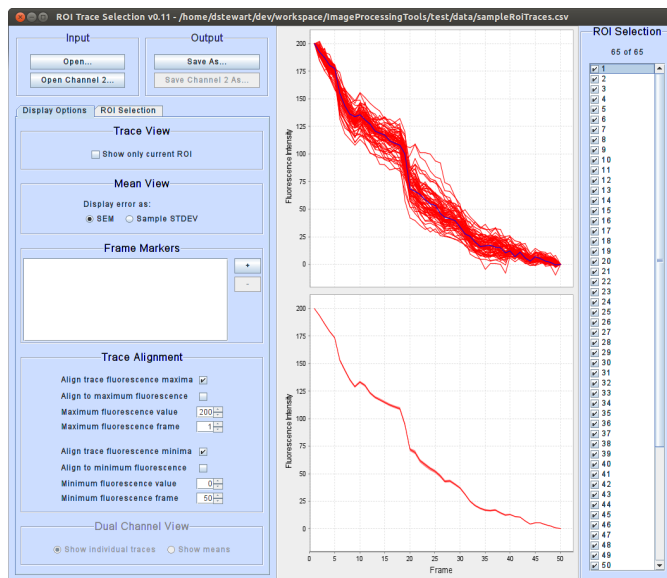 ROI Trace Selection v0.11 - /home/dstewart/dev/workspace/ImageProcessingTools/test/data/sampleRoiTraces.csv
Input
Open...
Open Channel 2...
Output
Save As...
Save Channel 2 As...
Display Options
ROI Selection
Trace View
Show only current ROI
Mean View
Display error as:
SEM
Sample STDEV
Frame Markers
+
-
Trace Alignment
Align trace fluorescence maxima
Align to maximum fluorescence
Maximum fluorescence value
200
Maximum fluorescence frame
1
Align trace fluorescence minima
Align to minimum fluorescence
Minimum fluorescence value
0
Minimum fluorescence frame
50
Dual Channel View
Show individual traces
Show means
Fluorescence Intensity
200
175
150
125
100
75
50
25
0
Fluorescence Intensity
200
175
150
125
100
75
50
25
0
0 5 10 15 20 25 30 35 40 45 50
Frame
ROI Selection
65 of 65
1
2
3
4
5
6
7
8
9
10
11
12
13
14
15
16
17
18
19
20
21
22
23
24
25
26
27
28
29
30
31
32
33
34
35
36
37
38
39
40
41
42
43
44
45
46
47
48
49
50